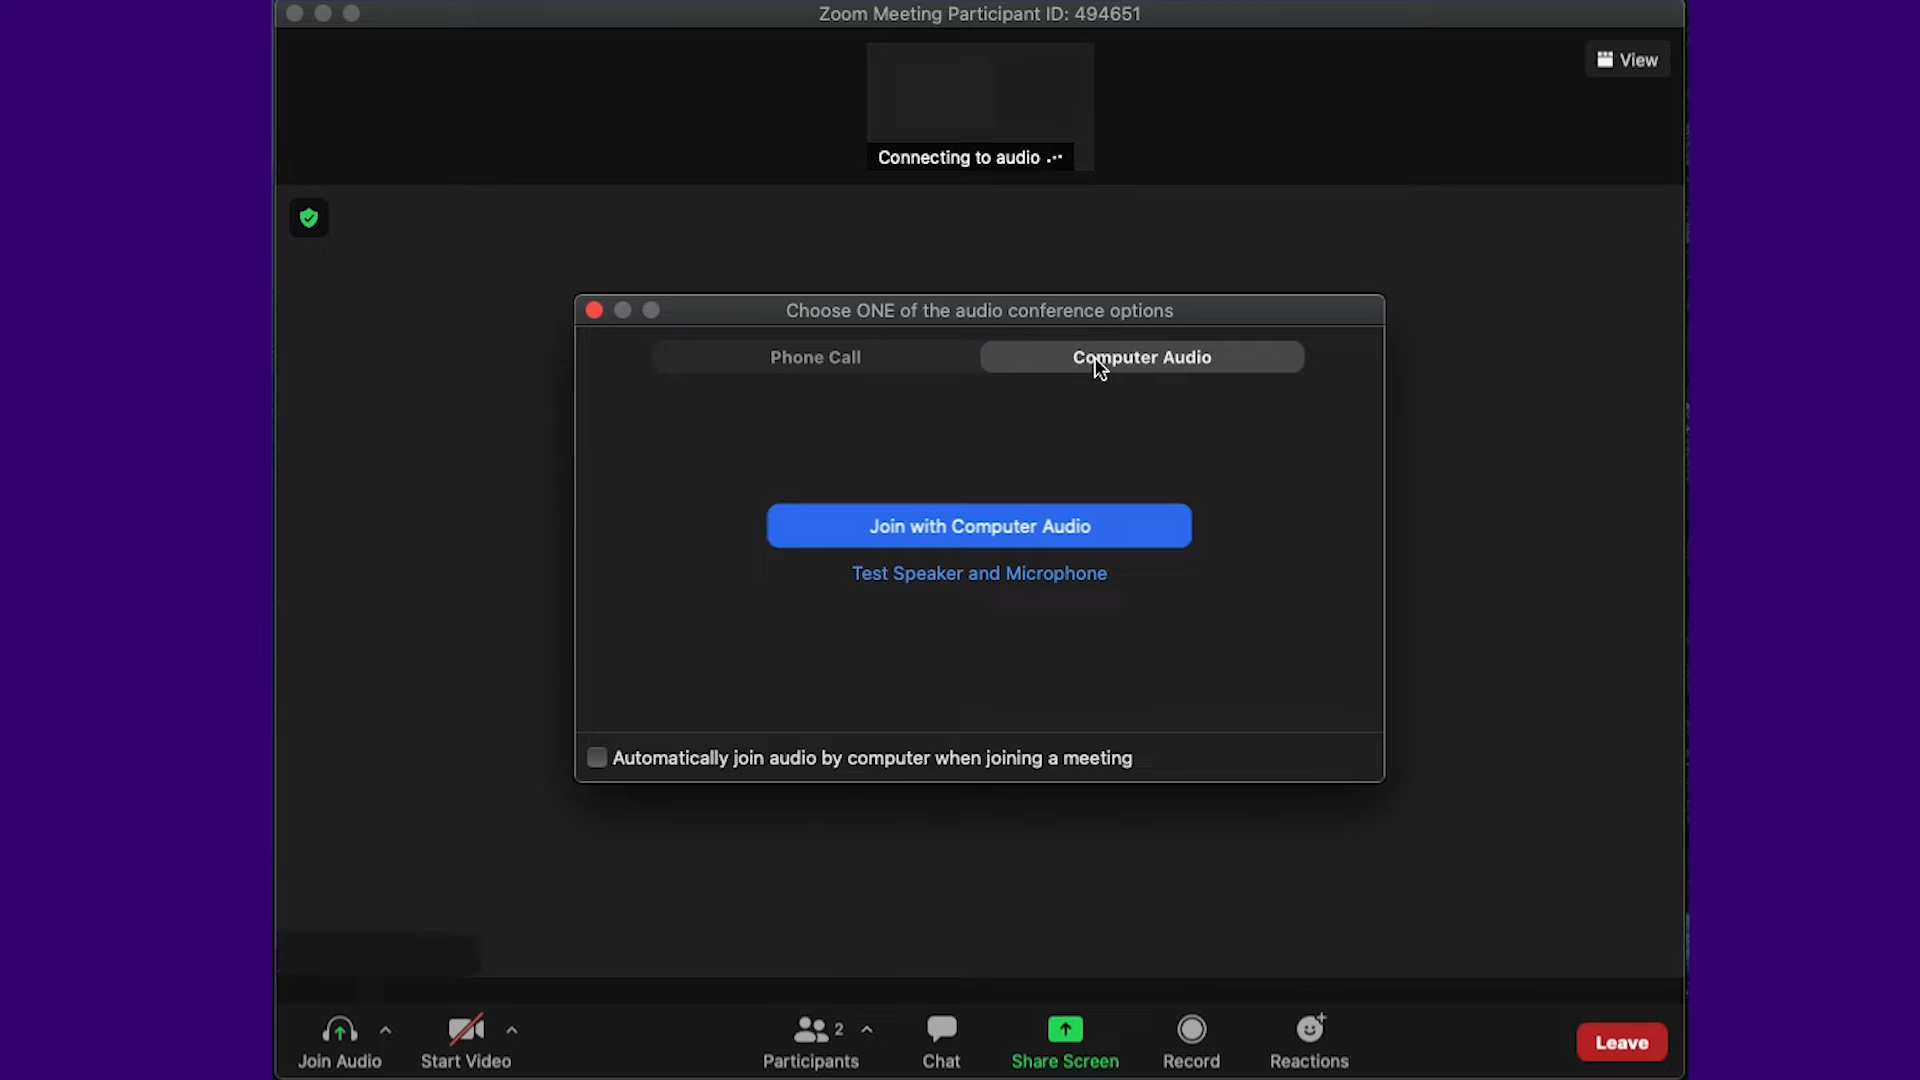 Zoom Meeting Participant ID: 494651
View
Connecting to audio
Choose ONE of the audio conference options
Phone Call
Computer Audio
Join with Computer Audio
Test Speaker and Microphone
Automatically join audio by computer when joining a meeting
2
Join Audio
Start Video
Participants
Chat
Share Screen
Record
Reactions
Leave